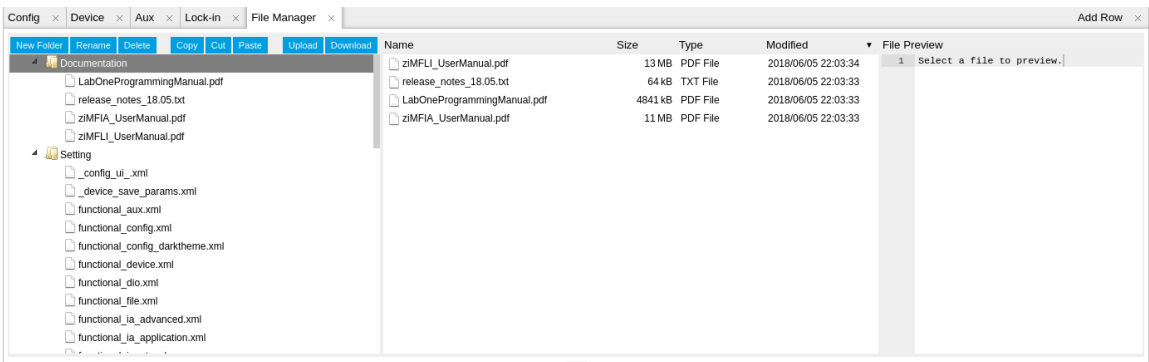 Config × Device × Aux × Lock-in × File Manager × Add Row ×
New Folder Rename Delete Copy Cut Paste Upload Download
Documentation
LabOneProgrammingManual.pdf
release_notes_18.05.txt
ziMFIA_UserManual.pdf
ziMFLI_UserManual.pdf
Setting
_config_ui_.xml
_device_save_params.xml
functional_aux.xml
functional_config.xml
functional_config_darktheme.xml
functional_device.xml
functional_dio.xml
functional_file.xml
functional_ia_advanced.xml
functional_ia_application.xml
Name Size Type Modified ▼
ziMFLI_UserManual.pdf 13 MB PDF File 2018/06/05 22:03:34
release_notes_18.05.txt 64 kB TXT File 2018/06/05 22:03:33
LabOneProgrammingManual.pdf 4841 kB PDF File 2018/06/05 22:03:33
ziMFIA_UserManual.pdf 11 MB PDF File 2018/06/05 22:03:33
File Preview
1 Select a file to preview.